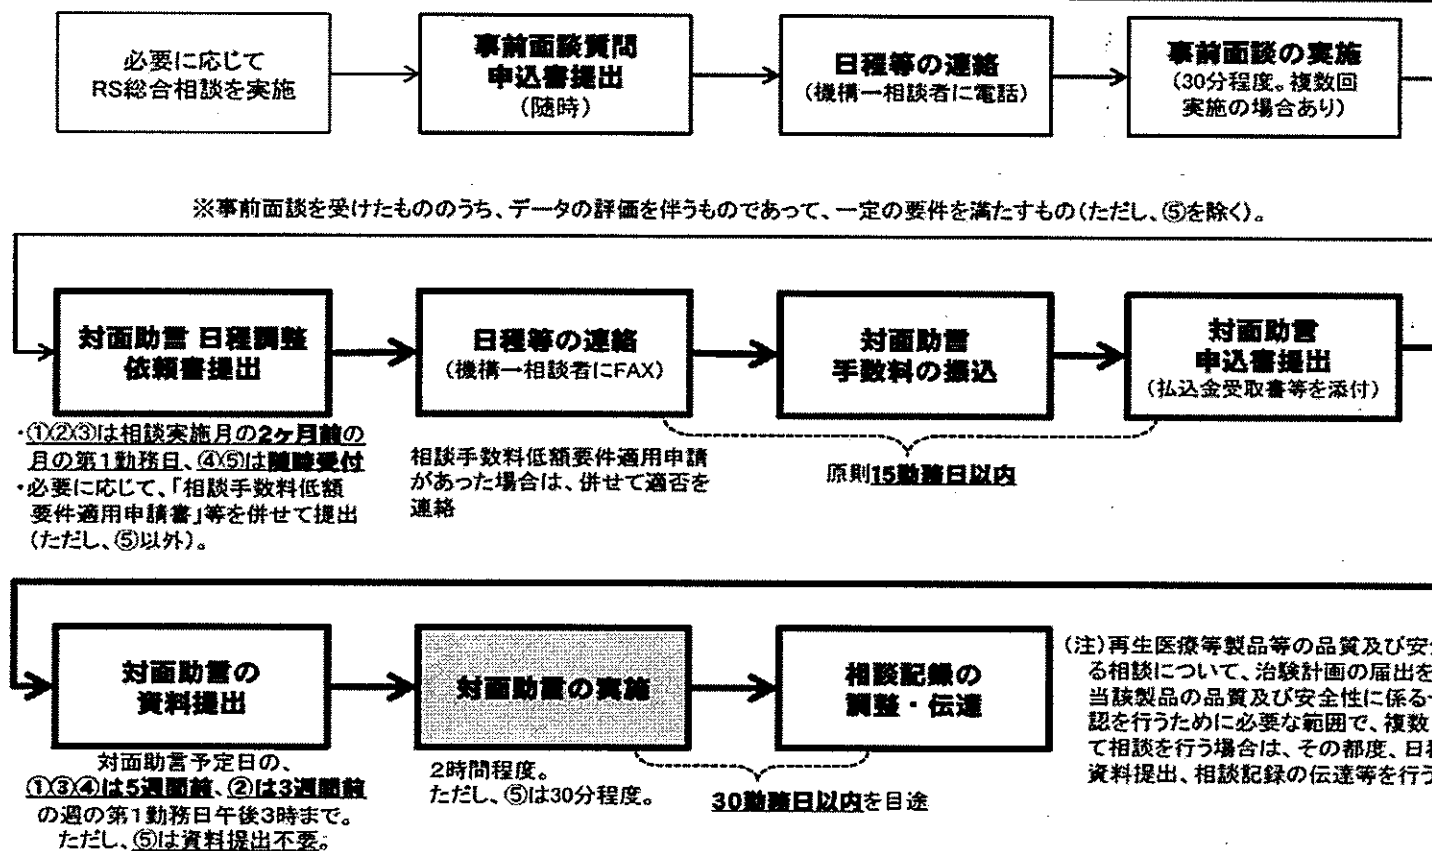 必要に応じて
RS総合相談を実施
事前面談質問
申込書提出
(随時)
日程等の連絡
(機構ー相談者に電話)
事前面談の実施
(30分程度。複数回
実施の場合あり)
※事前面談を受けたもののうち、データの評価を伴うものであって、一定の要件を満たすもの(ただし、⑤を除く)。
対面助言 日程調整
依頼書提出
日程等の連絡
(機構ー相談者にFAX)
対面助言
手数料の振込
対面助言
申込書提出
(払込金受取書等を添付)
・①②③は相談実施月の2ヶ月前の
月の第1勤務日、④⑤は随時受付
・必要に応じて、「相談手数料低額
要件適用申請書」等を併せて提出
(ただし、⑤以外)。
相談手数料低額要件適用申請
があった場合は、併せて適否を
連絡
原則15勤務日以内
対面助言の
資料提出
対面助言の実施
相談記録の
調整・伝達
対面助言予定日の、
①③④は5週間前、②は3週間前
の週の第1勤務日午後3時まで。
ただし、⑤は資料提出不要。
2時間程度。
ただし、⑤は30分程度。
30勤務日以内を目途
(注)再生医療等製品等の品質及び安
る相談について、治験計画の届出を
当該製品の品質及び安全性に係る
認を行うために必要な範囲で、複数
て相談を行う場合は、その都度、日
資料提出、相談記録の伝達等を行う